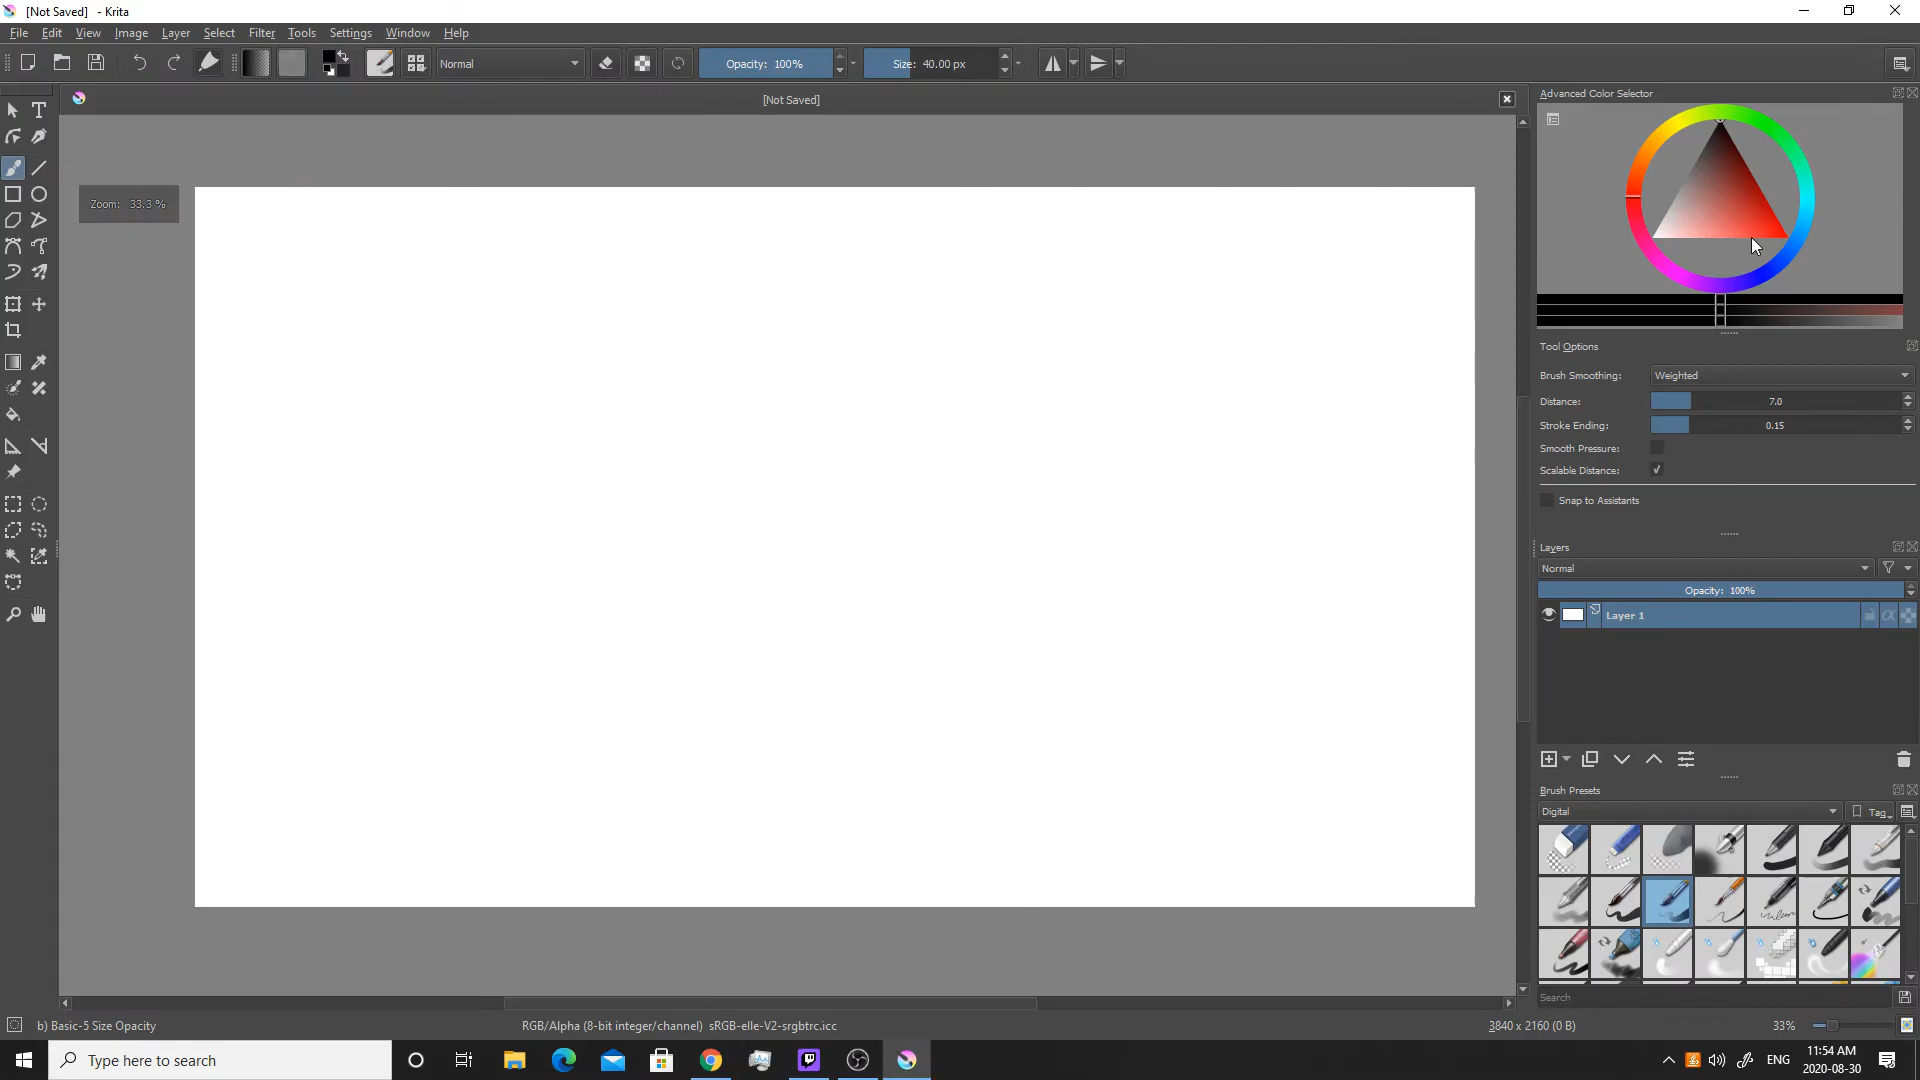 [Not Saved] - Krita
File Edit View Image Layer Select Filter Tools Settings Window Help
Normal Opacity: 100% Size: 40.00 px
[Not Saved]
Advanced Color Selector
Zoom: 33.3 %
Tool Options
Brush Smoothing: Weighted
Distance: 7.0
Stroke Ending: 0.15
Smooth Pressure:
Scalable Distance:
Snap to Assistants
Layers
Normal
Opacity: 100%
Layer 1
Brush Presets
Digital Tag
Search
b) Basic-5 Size Opacity RGB/Alpha (8-bit integer/channel) sRGB-elle-V2-srgbtrc.icc 3840 x 2160 (0 B) 33%
Type here to search ENG 11:54 AM
2020-08-30